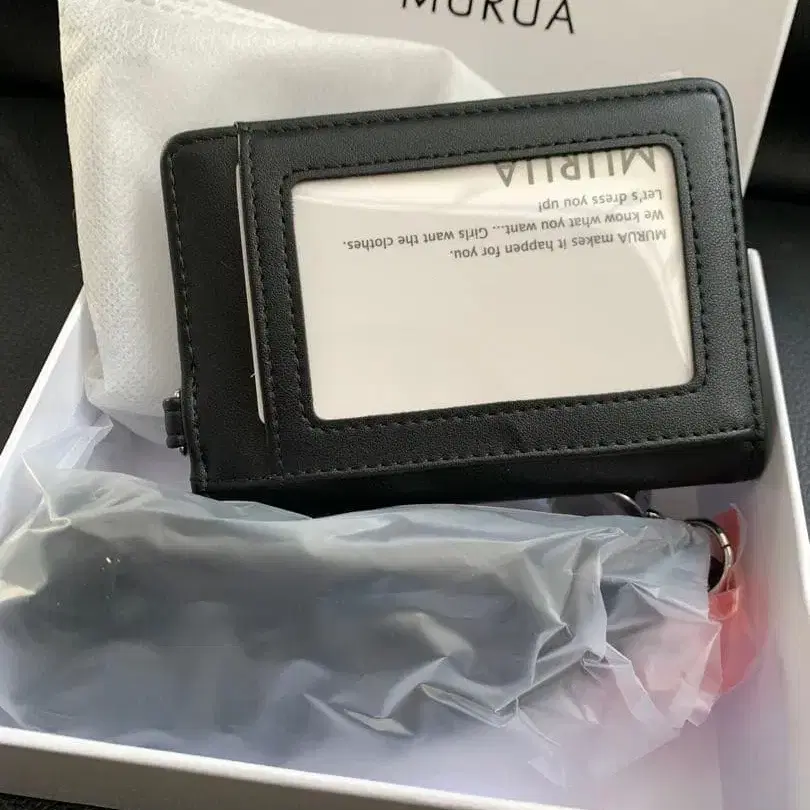 MURUA
MURUA
Let's dress you up!
We know what you want... Girls want the clothes.
MURUA makes it happen for you.